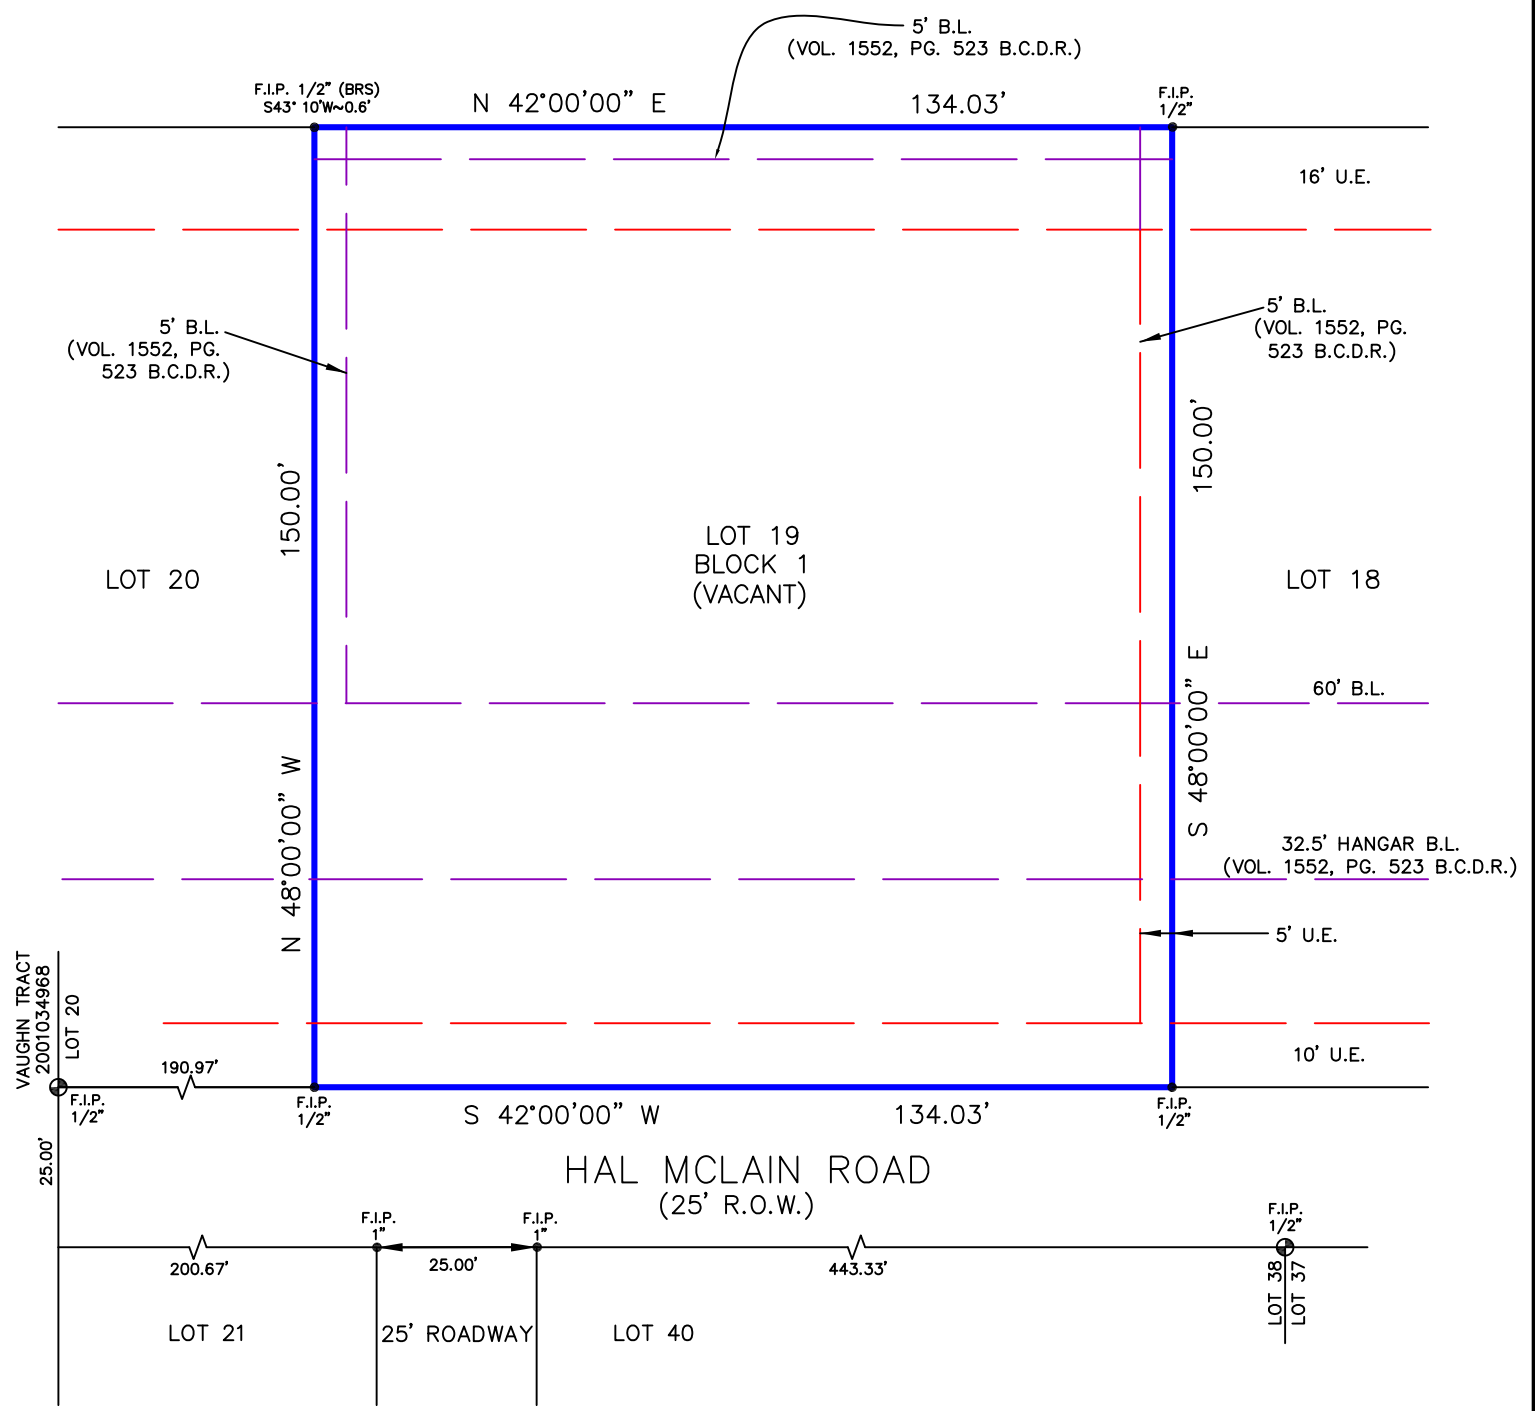 5' B.L.
(VOL. 1552, PG. 523 B.C.D.R.)
F.I.P. 1/2" (BRS)
S43° 10'W~0.6'
N 42°00'00" E
134.03'
F.I.P.
1/2"
16' U.E.
5' B.L.
(VOL. 1552, PG.
523 B.C.D.R.)
5' B.L.
(VOL. 1552, PG.
523 B.C.D.R.)
150.00'
150.00'
LOT 19
BLOCK 1
(VACANT)
LOT 20
LOT 18
60' B.L.
N 48°00'00" W
S 48°00'00" E
32.5' HANGAR B.L.
(VOL. 1552, PG. 523 B.C.D.R.)
5' U.E.
VAUGHN TRACT
2001034968
LOT 20
190.97'
10' U.E.
F.I.P.
1/2"
F.I.P.
1/2"
S 42°00'00" W
134.03'
F.I.P.
1/2"
25.00'
HAL MCLAIN ROAD
(25' R.O.W.)
F.I.P.
1"
F.I.P.
1"
F.I.P.
1/2"
200.67'
25.00'
443.33'
LOT 38
LOT 37
LOT 21
25' ROADWAY
LOT 40